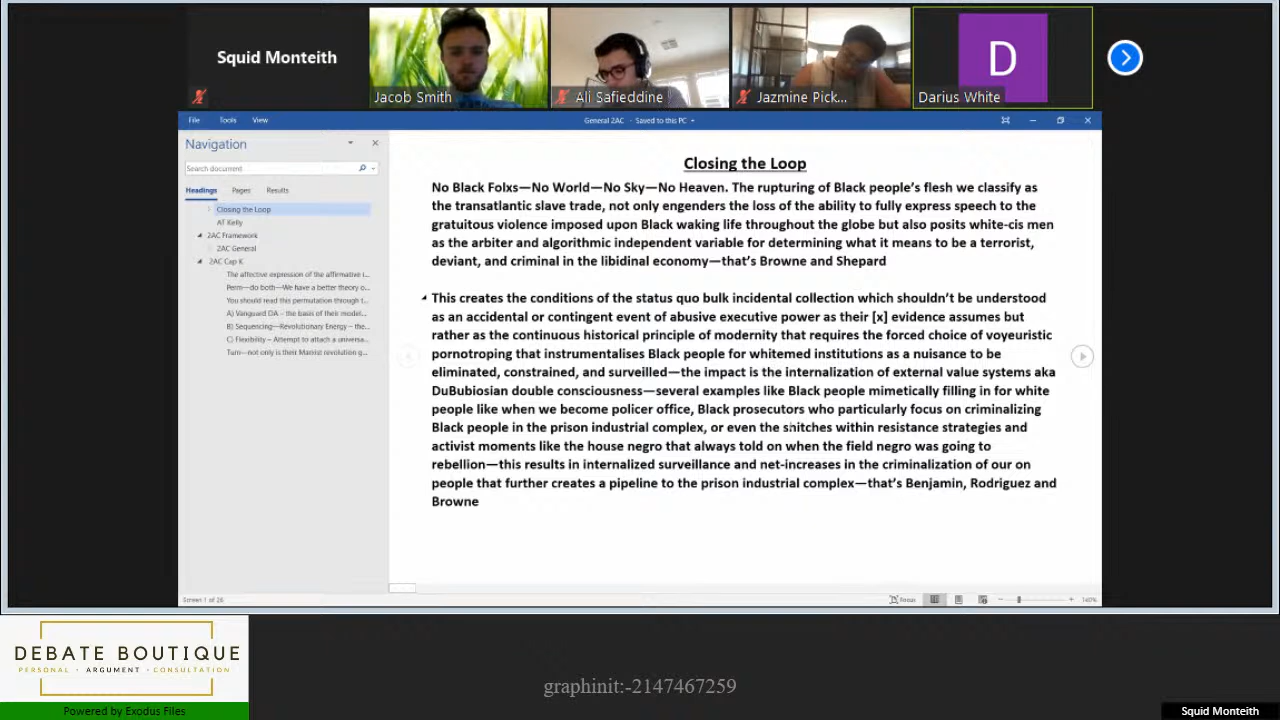 Squid Monteith
Jacob Smith
Ali Safieddine
Jazmine Pick...
D
Darius White
File Tools View
General 2AC - Saved to this PC
Navigation
Search document
Headings Pages Results
Closing the Loop
AT Kelly
2AC Framework
2AC General
2AC Cap K
The affective expression of the affirmative i...
Perm—do both—We have a better theory o...
You should read this permutation through t...
A) Vanguard DA – the basis of their model...
B) Sequencing—Revolutionary Energy – the...
C) Flexibility – Attempt to attach a universa...
Turn—not only is their Marxist revolution g...
Closing the Loop
No Black Folxs—No World—No Sky—No Heaven. The rupturing of Black people’s flesh we classify as
the transatlantic slave trade, not only engenders the loss of the ability to fully express speech to the
gratuitous violence imposed upon Black waking life throughout the globe but also posits white-cis men
as the arbiter and algorithmic independent variable for determining what it means to be a terrorist,
deviant, and criminal in the libidinal economy—that’s Browne and Shepard
This creates the conditions of the status quo bulk incidental collection which shouldn’t be understood
as an accidental or contingent event of abusive executive power as their [x] evidence assumes but
rather as the continuous historical principle of modernity that requires the forced choice of voyeuristic
pornotroping that instrumentalises Black people for whitemed institutions as a nuisance to be
eliminated, constrained, and surveilled—the impact is the internalization of external value systems aka
DuBubiosian double consciousness—several examples like Black people mimetically filling in for white
people like when we become policer office, Black prosecutors who particularly focus on criminalizing
Black people in the prison industrial complex, or even the snitches within resistance strategies and
activist moments like the house negro that always told on when the field negro was going to
rebellion—this results in internalized surveillance and net-increases in the criminalization of our on
people that further creates a pipeline to the prison industrial complex—that’s Benjamin, Rodriguez and
Browne
Screen 1 of 26
Focus
140%
DEBATE BOUTIQUE
PERSONAL · ARGUMENT · CONSULTATION
Powered by Exodus Files
graphinit:-2147467259
Squid Monteith